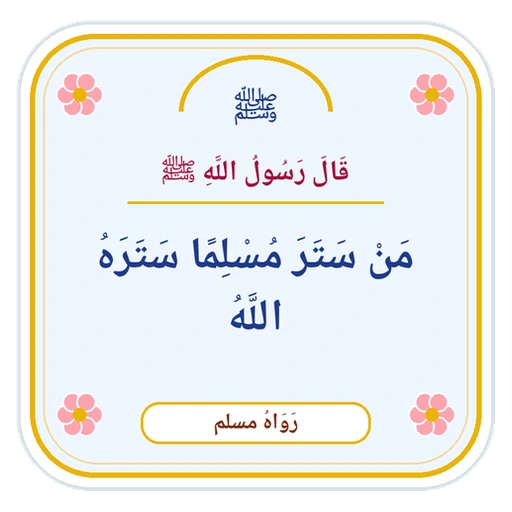 ﷺ
قَالَ رَسُولُ اللَّهِ ﷺ
مَنْ سَتَرَ مُسْلِمًا سَتَرَهُ
اللَّهُ
رَوَاهُ مسلم